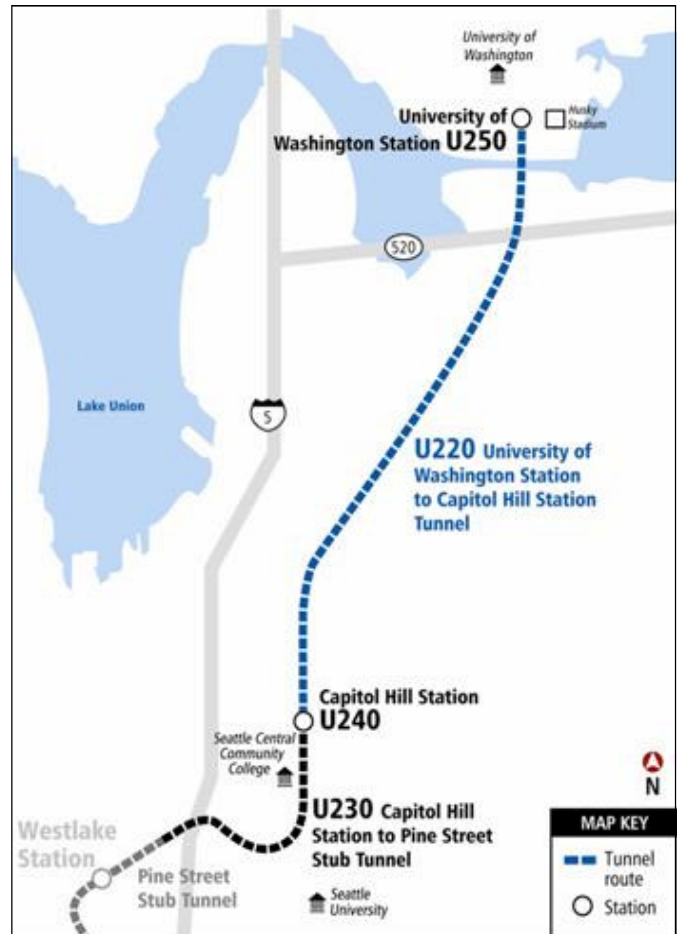 University of
Washington
University of
Washington Station U250
Husky
Stadium
520
Lake Union
5
U220 University of
Washington Station
to Capitol Hill Station
Tunnel
Capitol Hill Station
U240
Seattle Central
Community
College
U230 Capitol Hill
Station to Pine Street
Stub Tunnel
Westlake
Station
Pine Street
Stub Tunnel
Seattle
University
N
MAP KEY
Tunnel
route
Station